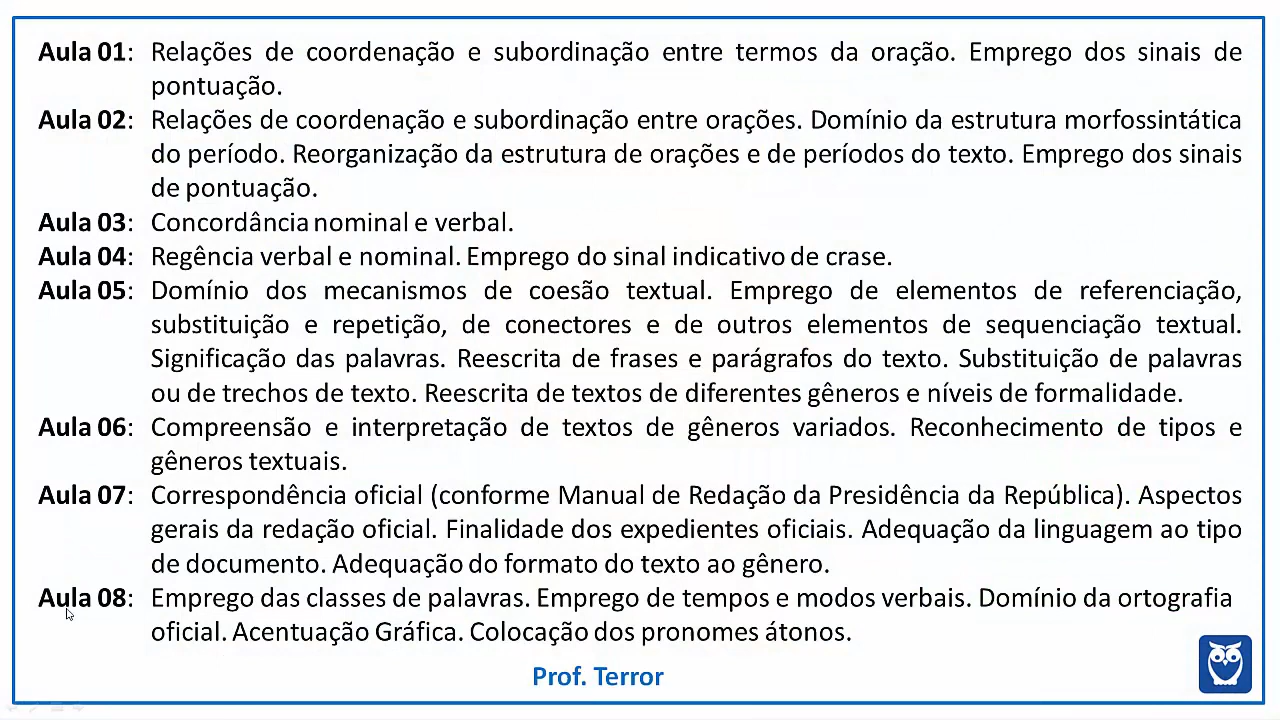 Aula 01: Relações de coordenação e subordinação entre termos da oração. Emprego dos sinais de
pontuação.
Aula 02: Relações de coordenação e subordinação entre orações. Domínio da estrutura morfossintática
do período. Reorganização da estrutura de orações e de períodos do texto. Emprego dos sinais
de pontuação.
Aula 03: Concordância nominal e verbal.
Aula 04: Regência verbal e nominal. Emprego do sinal indicativo de crase.
Aula 05: Domínio dos mecanismos de coesão textual. Emprego de elementos de referenciação,
substituição e repetição, de conectores e de outros elementos de sequenciação textual.
Significação das palavras. Reescrita de frases e parágrafos do texto. Substituição de palavras
ou de trechos de texto. Reescrita de textos de diferentes gêneros e níveis de formalidade.
Aula 06: Compreensão e interpretação de textos de gêneros variados. Reconhecimento de tipos e
gêneros textuais.
Aula 07: Correspondência oficial (conforme Manual de Redação da Presidência da República). Aspectos
gerais da redação oficial. Finalidade dos expedientes oficiais. Adequação da linguagem ao tipo
de documento. Adequação do formato do texto ao gênero.
Aula 08: Emprego das classes de palavras. Emprego de tempos e modos verbais. Domínio da ortografia
oficial. Acentuação Gráfica. Colocação dos pronomes átonos.
Prof. Terror